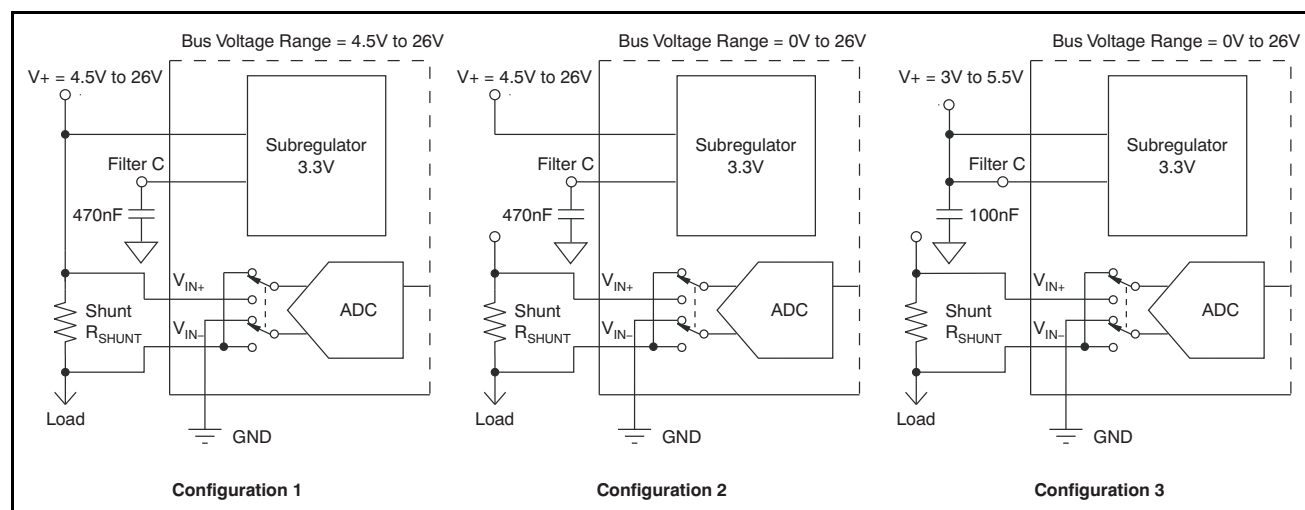 Bus Voltage Range = 4.5V to 26V
V+ = 4.5V to 26V
Subregulator
3.3V
Filter C
470nF
VIN+
Shunt
RSHUNT
VIN–
ADC
Load
GND
Configuration 1
Bus Voltage Range = 0V to 26V
V+ = 4.5V to 26V
Subregulator
3.3V
Filter C
470nF
VIN+
Shunt
RSHUNT
VIN–
ADC
Load
GND
Configuration 2
Bus Voltage Range = 0V to 26V
V+ = 3V to 5.5V
Subregulator
3.3V
Filter C
100nF
VIN+
Shunt
RSHUNT
VIN–
ADC
Load
GND
Configuration 3